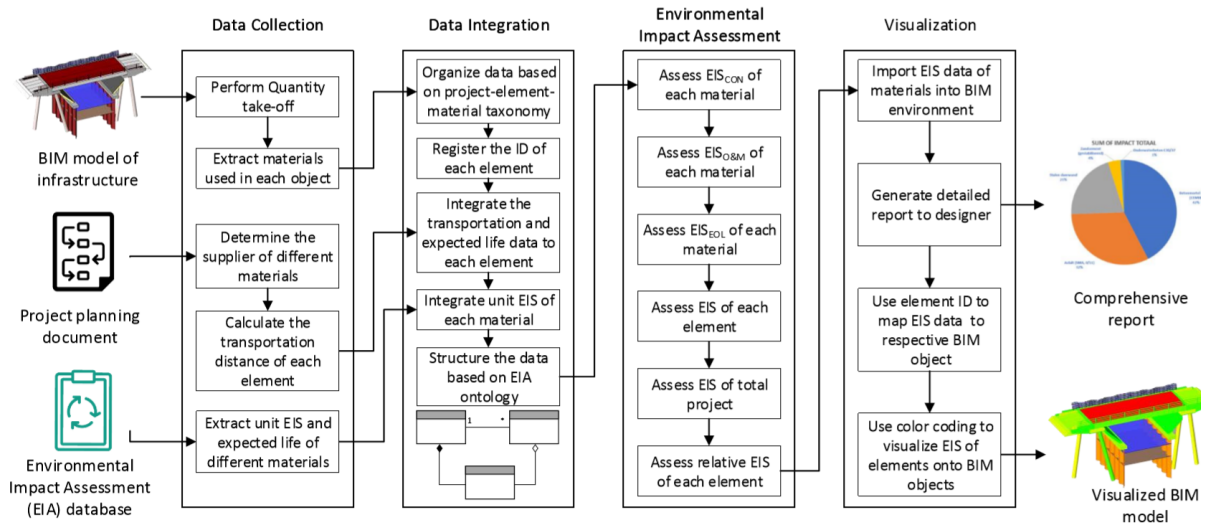 Data Collection
Data Integration
Environmental
Impact Assessment
Visualization
BIM model of
infrastructure
Project planning
document
Environmental
Impact Assessment
(EIA) database
Perform Quantity
take-off
Extract materials
used in each object
Determine the
supplier of different
materials
Calculate the
transportation
distance of each
element
Extract unit EIS and
expected life of
different materials
Organize data based
on project-element-
material taxonomy
Register the ID of
each element
Integrate the
transportation and
expected life data to
each element
Integrate unit EIS of
each material
Structure the data
based on EIA
ontology
1
*
Assess EISCON of
each material
Assess EISO&M of
each material
Assess EISEOL of each
material
Assess EIS of each
element
Assess EIS of total
project
Assess relative EIS
of each element
Import EIS data of
materials into BIM
environment
Generate detailed
report to designer
Use element ID to
map EIS data to
respective BIM
object
Use color coding to
visualize EIS of
elements onto BIM
objects
SUM OF IMPACT TOTAAL
Comprehensive
report
Visualized BIM
model